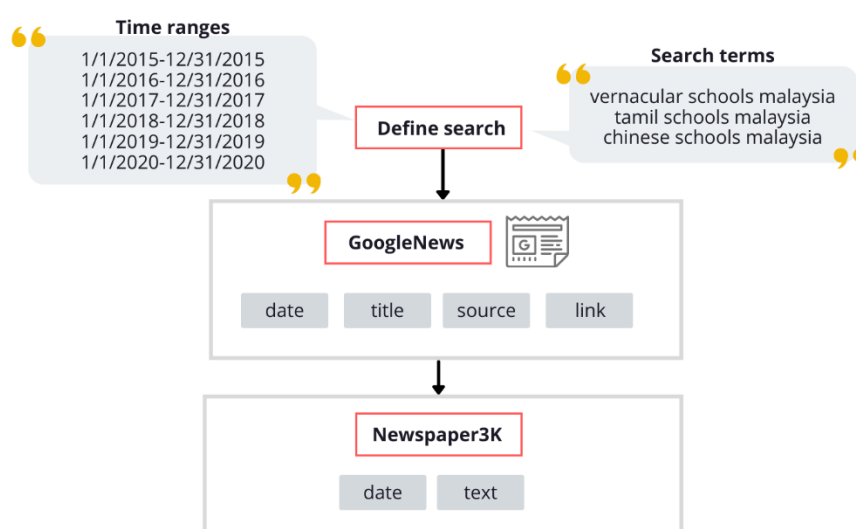 Time ranges
1/1/2015-12/31/2015
1/1/2016-12/31/2016
1/1/2017-12/31/2017
1/1/2018-12/31/2018
1/1/2019-12/31/2019
1/1/2020-12/31/2020
Search terms
vernacular schools malaysia
tamil schools malaysia
chinese schools malaysia
Define search
GoogleNews
G
date
title
source
link
Newspaper3K
date
text